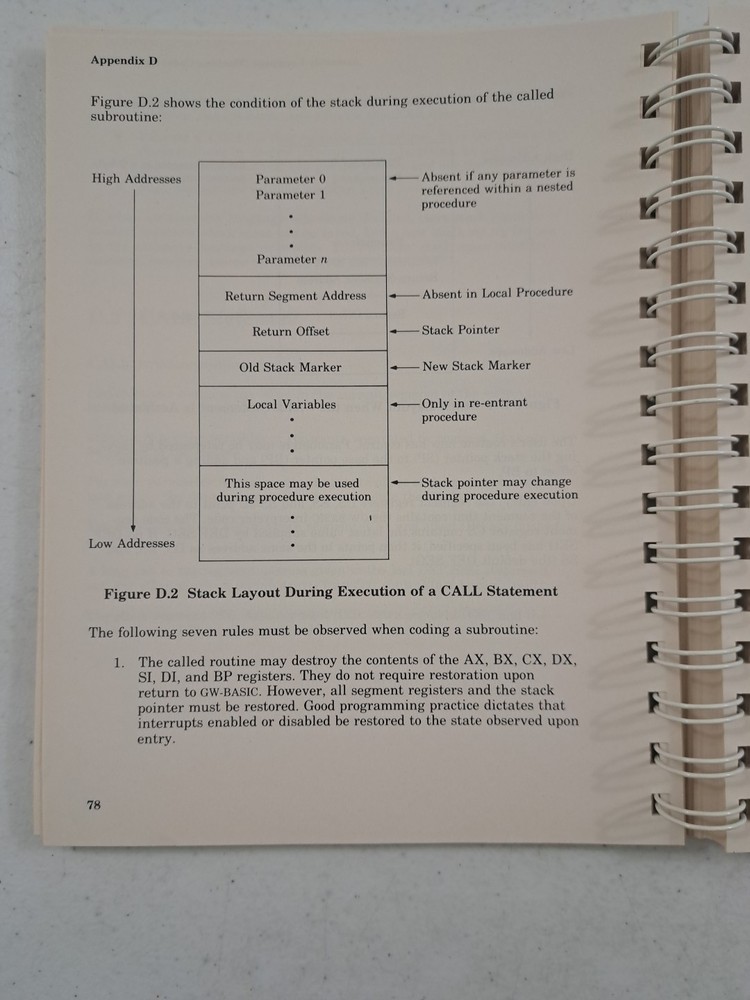 Appendix D
Figure D.2 shows the condition of the stack during execution of the called
subroutine:
High Addresses
Parameter 0
Parameter 1
Parameter n
Absent if any parameter is
referenced within a nested
procedure
Return Segment Address
Absent in Local Procedure
Return Offset
Stack Pointer
Old Stack Marker
New Stack Marker
Local Variables
Only in re-entrant
procedure
This space may be used
during procedure execution
Stack pointer may change
during procedure execution
Low Addresses
Figure D.2 Stack Layout During Execution of a CALL Statement
The following seven rules must be observed when coding a subroutine:
1. The called routine may destroy the contents of the AX, BX, CX, DX,
SI, DI, and BP registers. They do not require restoration upon
return to GW-BASIC. However, all segment registers and the stack
pointer must be restored. Good programming practice dictates that
interrupts enabled or disabled be restored to the state observed upon
entry.
78